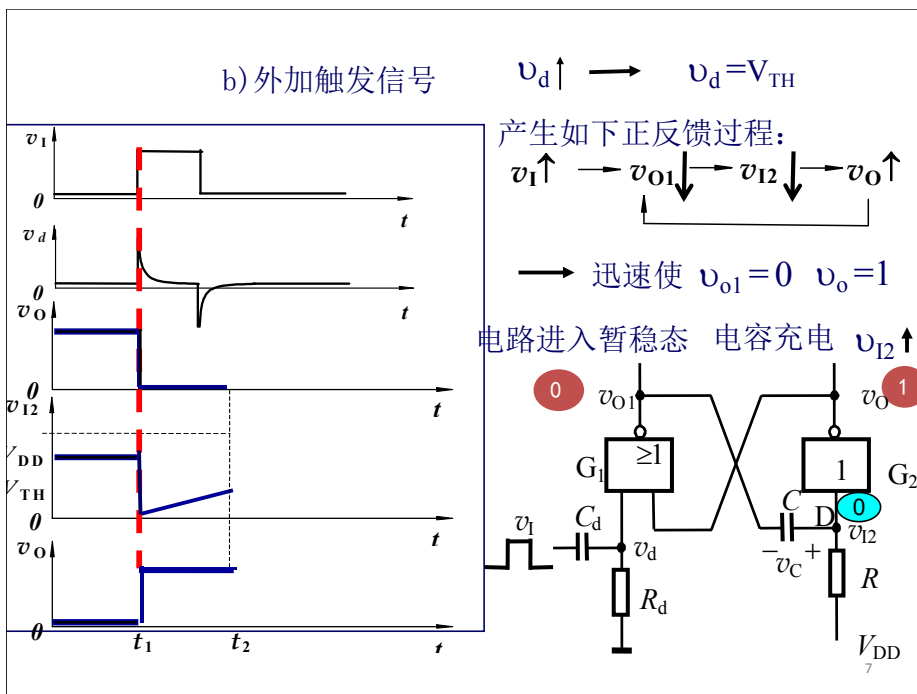 b)外加触发信号 υd↑ → υd=VTH
产生如下正反馈过程:
vI↑ → vO1↓ → vI2↓ → vO↑
→ 迅速使 υo1=0 υo=1
电路进入暂稳态 电容充电 υI2↑
vI
0
t
vd
0
t
vO
0
t
vI2
VDD
VTH
0
t
vO
0
t1
t2
t
0
vO1
vO
1
G1
≥1
1
G2
C
D
0
vI2
vI
Cd
vd
− vC +
R
Rd
VDD
7